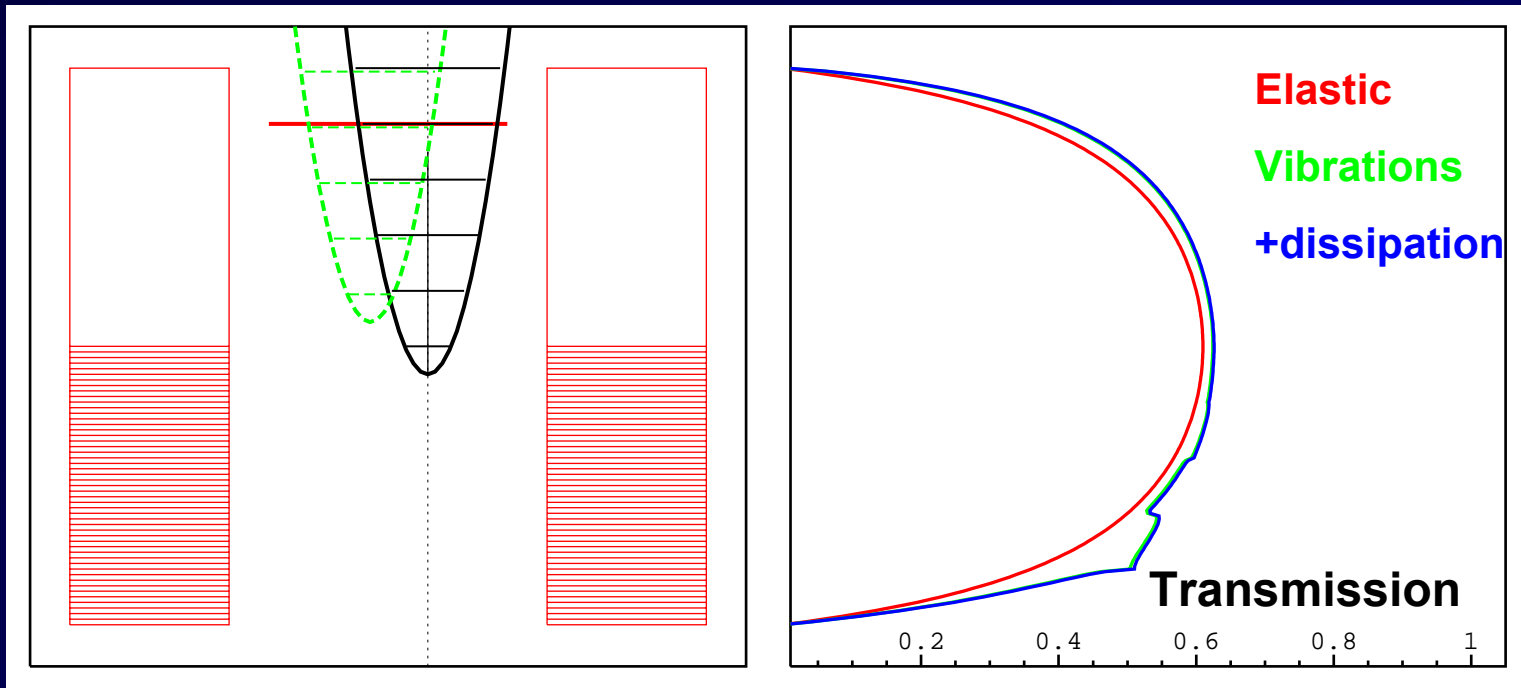 Elastic
Vibrations
+dissipation
Transmission
0.2 0.4 0.6 0.8 1